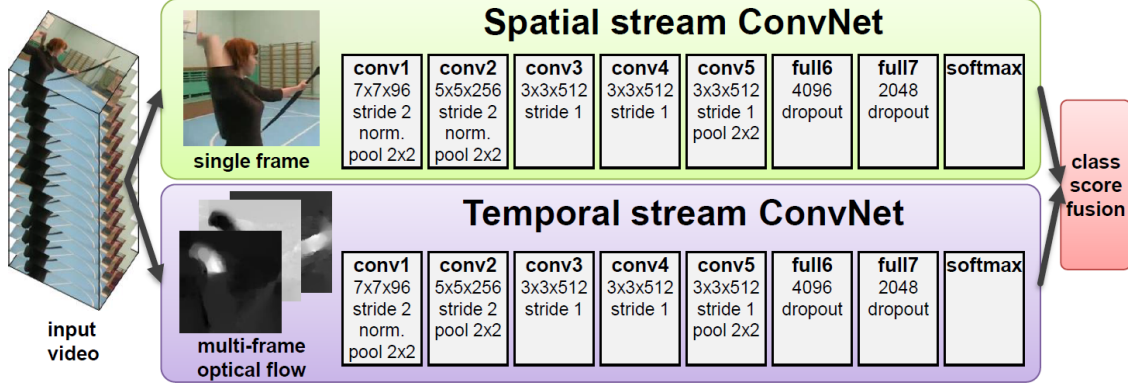 Spatial stream ConvNet
conv1
7x7x96
stride 2
norm.
pool 2x2
conv2
5x5x256
stride 2
norm.
pool 2x2
conv3
3x3x512
stride 1
conv4
3x3x512
stride 1
conv5
3x3x512
stride 1
pool 2x2
full6
4096
dropout
full7
2048
dropout
softmax
single frame
Temporal stream ConvNet
conv1
7x7x96
stride 2
norm.
pool 2x2
conv2
5x5x256
stride 2
pool 2x2
conv3
3x3x512
stride 1
conv4
3x3x512
stride 1
conv5
3x3x512
stride 1
pool 2x2
full6
4096
dropout
full7
2048
dropout
softmax
multi-frame
optical flow
input
video
class
score
fusion